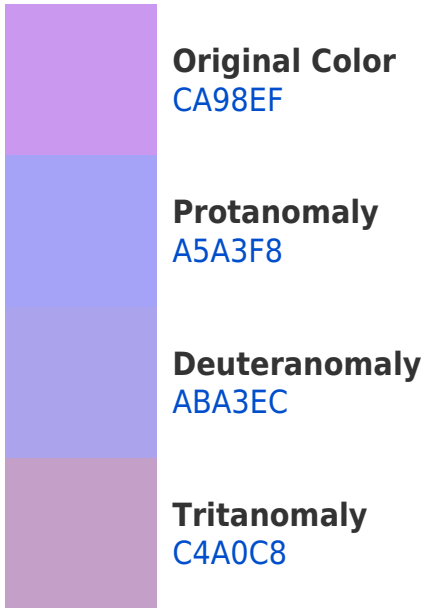 Original Color
CA98EF
Protanomaly
A5A3F8
Deuteranomaly
ABA3EC
Tritanomaly
C4A0C8